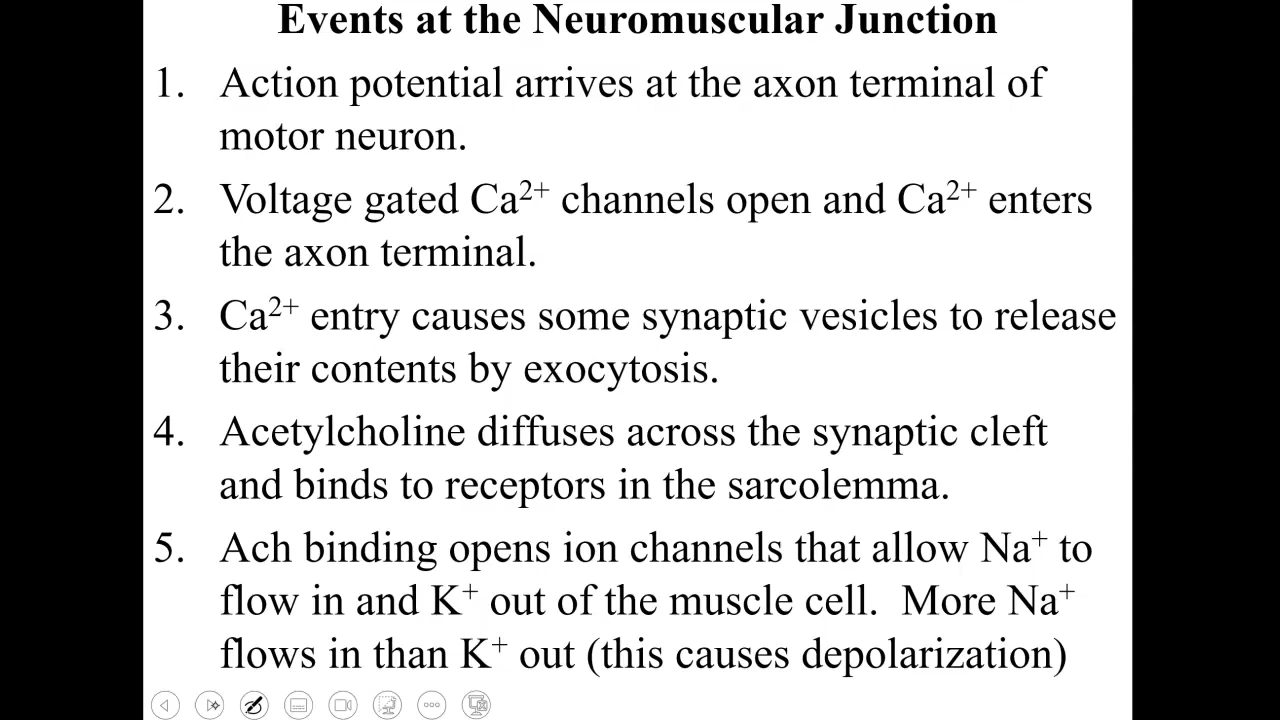 Events at the Neuromuscular Junction
1. Action potential arrives at the axon terminal of
motor neuron.
2. Voltage gated Ca²⁺ channels open and Ca²⁺ enters
the axon terminal.
3. Ca²⁺ entry causes some synaptic vesicles to release
their contents by exocytosis.
4. Acetylcholine diffuses across the synaptic cleft
and binds to receptors in the sarcolemma.
5. Ach binding opens ion channels that allow Na⁺ to
flow in and K⁺ out of the muscle cell.  More Na⁺
flows in than K⁺ out (this causes depolarization)